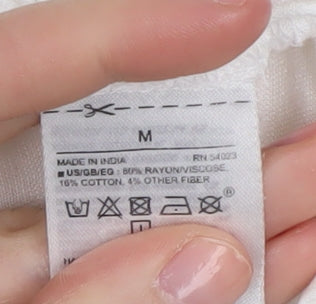 M
MADE IN INDIA RN 54023
■ US/GB/EG : 80% RAYON/VISCOSE,
16% COTTON, 4% OTHER FIBER
®